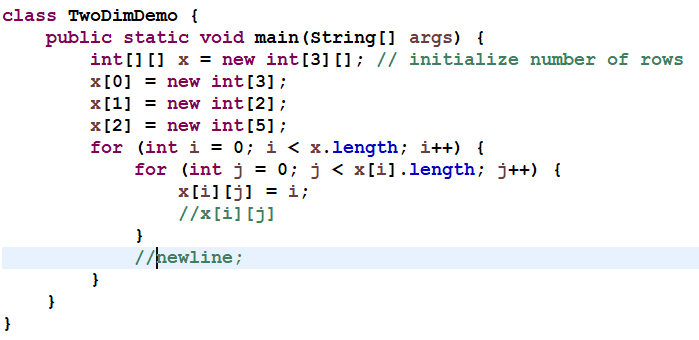 class TwoDimDemo {
    public static void main(String[] args) {
        int[][] x = new int[3][]; // initialize number of rows
        x[0] = new int[3];
        x[1] = new int[2];
        x[2] = new int[5];
        for (int i = 0; i < x.length; i++) {
            for (int j = 0; j < x[i].length; j++) {
                x[i][j] = i;
                //x[i][j]
            }
            //newline;
        }
    }
}